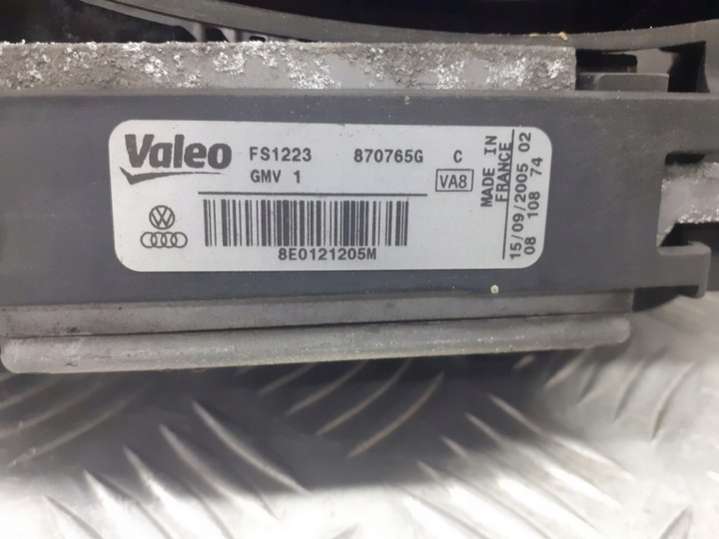 Valeo FS1223 870765G C
GMV 1 VA8
8E0121205M
MADE IN
FRANCE
15/09/2005 02
08 108 74